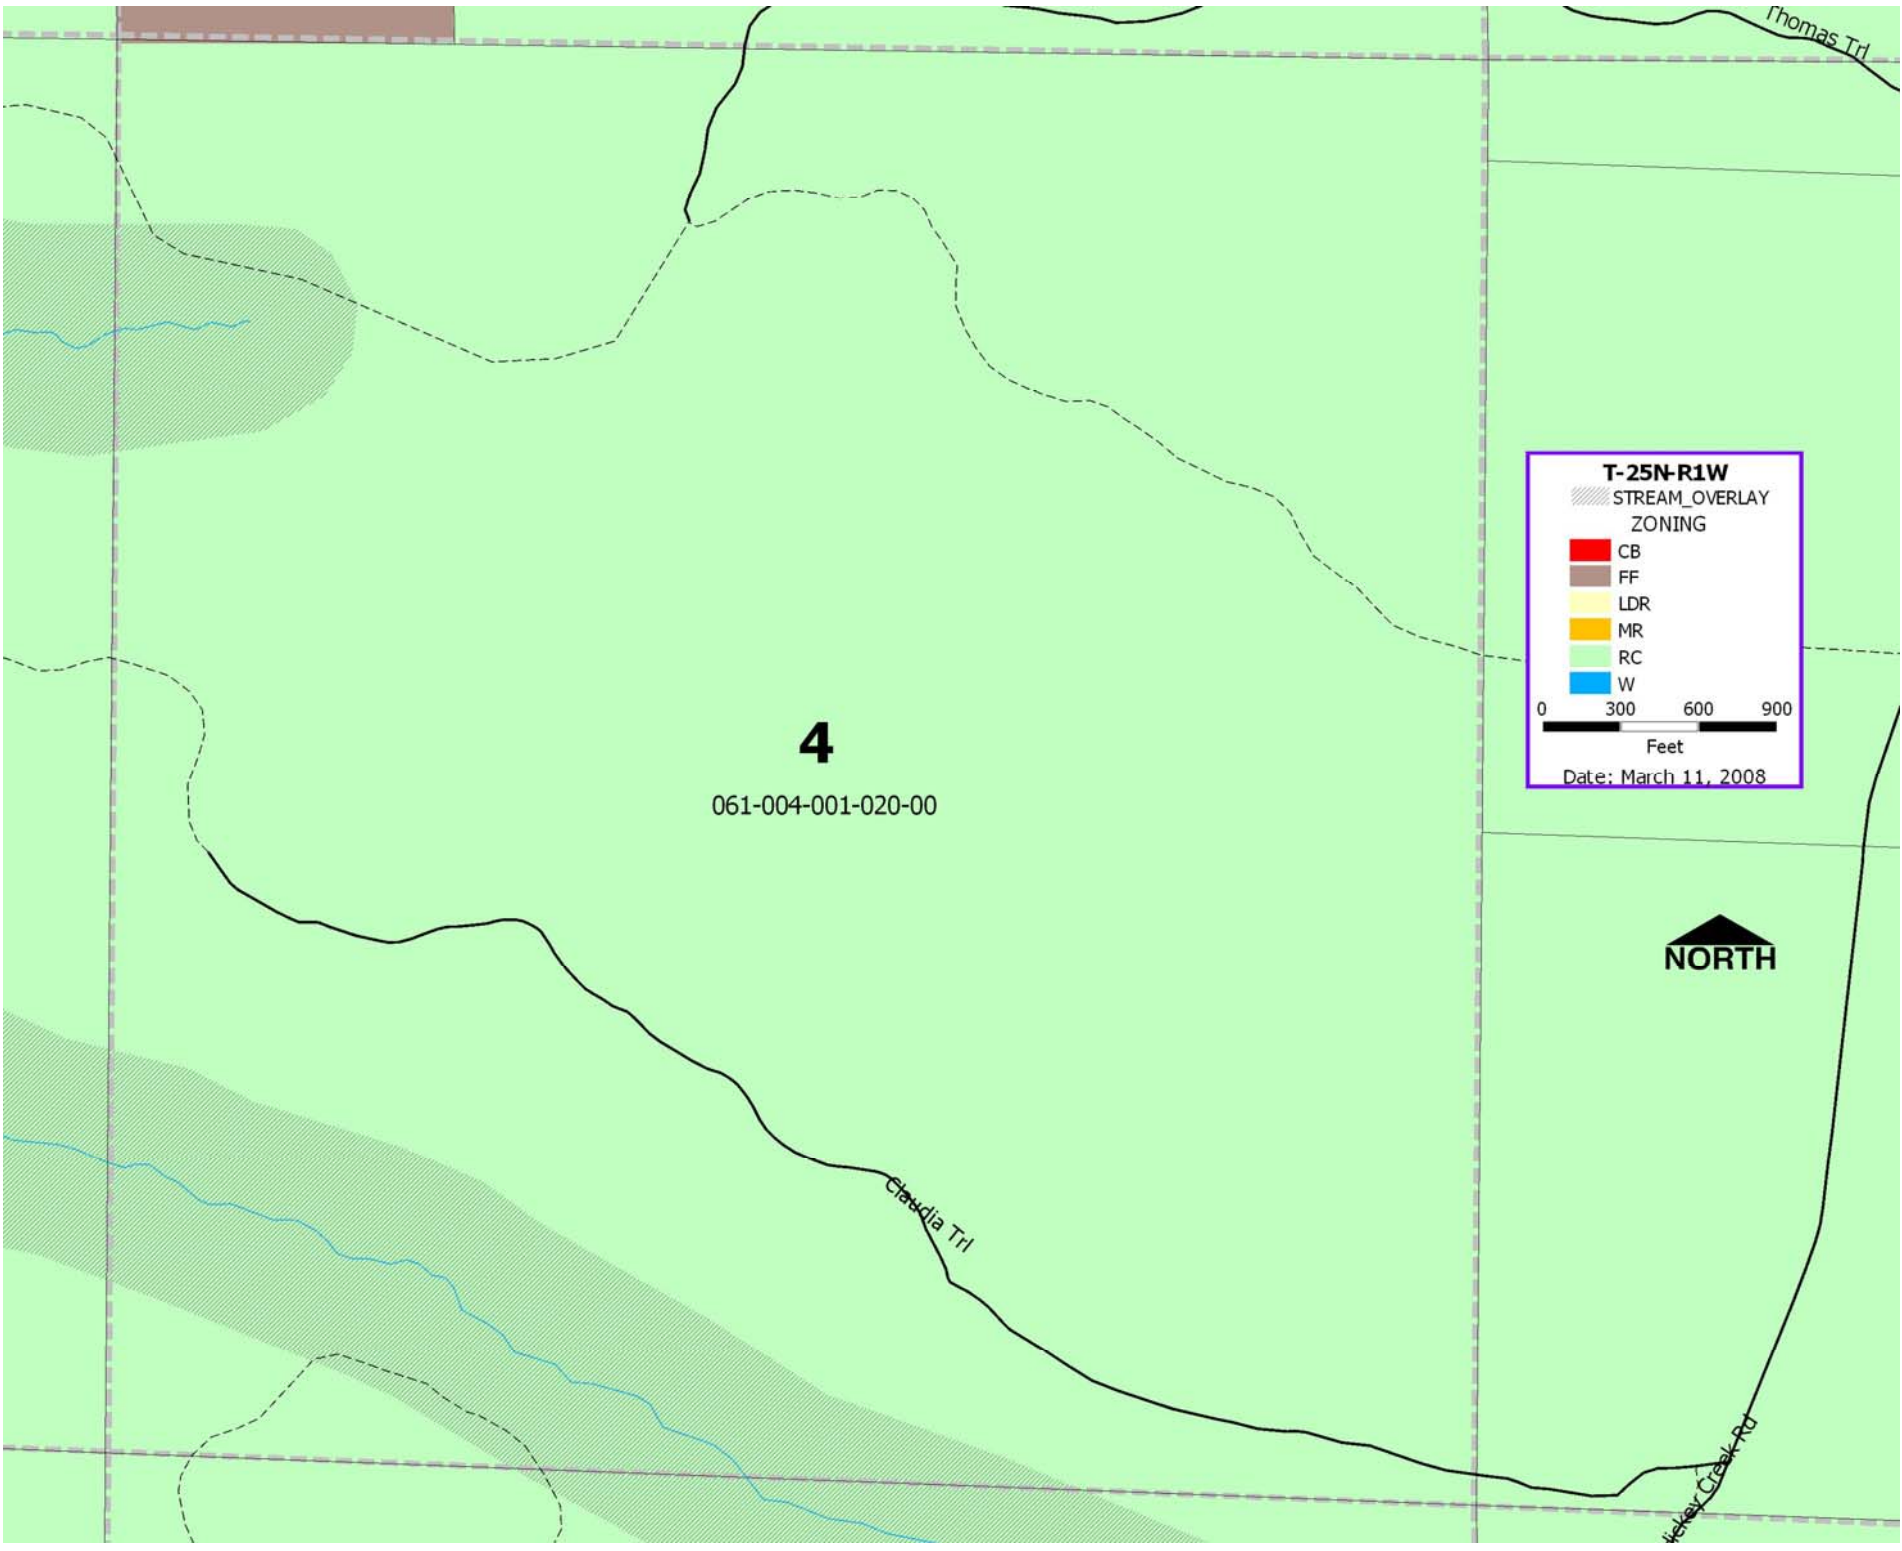 Thomas Trl
T-25N-R1W
STREAM_OVERLAY
ZONING
CB
FF
LDR
MR
RC
W
0 300 600 900
Feet
Date: March 11, 2008
4
061-004-001-020-00
NORTH
Claudia Trl
Creek Rd